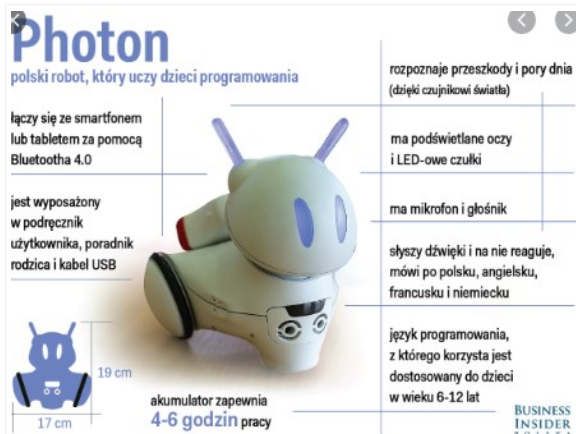 Photon
polski robot, który uczy dzieci programowania
łączy się ze smartfonem
lub tabletem za pomocą
Bluetootha 4.0
jest wyposażony
w podręcznik
użytkownika, poradnik
rodzica i kabel USB
19 cm
17 cm
akumulator zapewnia
4-6 godzin pracy
rozpoznaje przeszkody i pory dnia
(dzięki czujnikowi światła)
ma podświetlane oczy
i LED-owe czułki
ma mikrofon i głośnik
słyszy dźwięki i na nie reaguje,
mówi po polsku, angielsku,
francusku i niemiecku
język programowania,
z którego korzysta jest
dostosowany do dzieci
w wieku 6-12 lat
BUSINESS
INSIDER